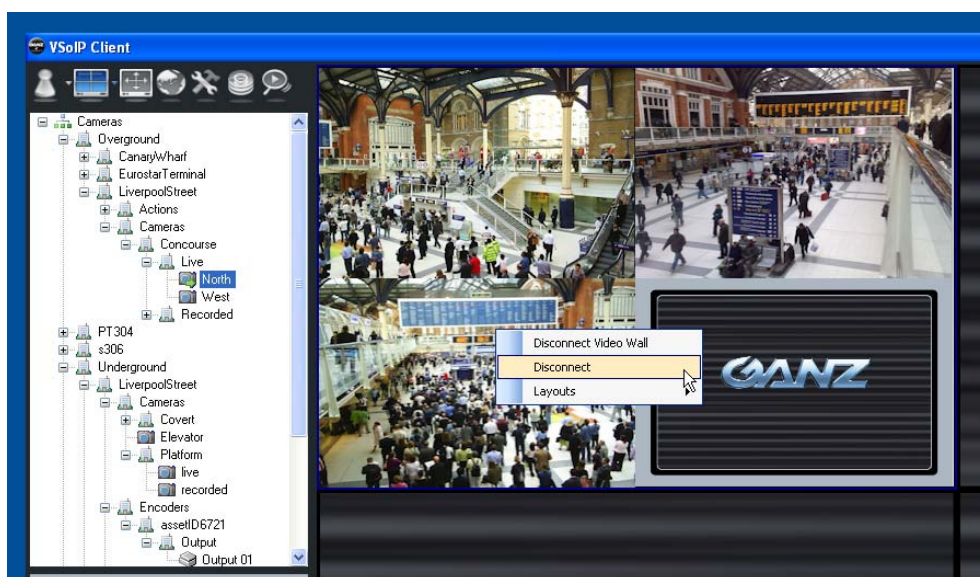 VSoIP Client
Cameras
Overground
CanaryWharf
EurostarTerminal
LiverpoolStreet
Actions
Cameras
Concourse
Live
North
West
Recorded
PT304
s306
Underground
LiverpoolStreet
Cameras
Covert
Elevator
Platform
live
recorded
Encoders
assetID6721
Output
Output 01
Disconnect Video Wall
Disconnect
Layouts
GANZ